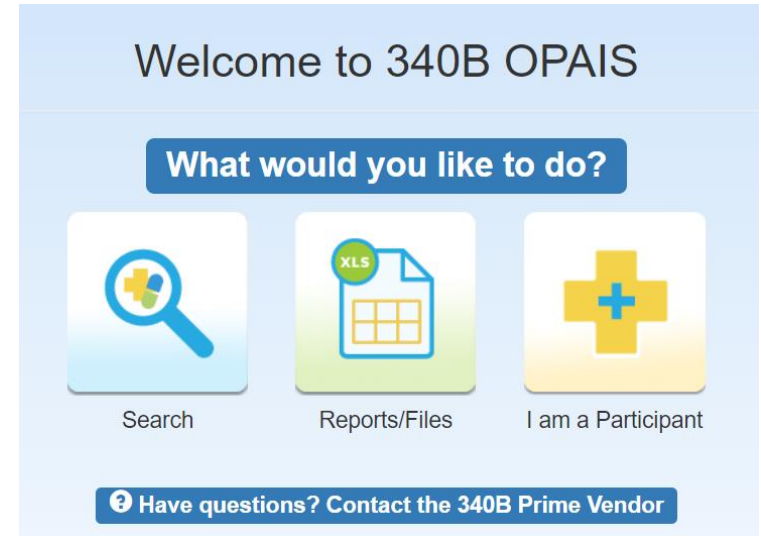 Welcome to 340B OPAIS
What would you like to do?
XLS
Search
Reports/Files
I am a Participant
? Have questions? Contact the 340B Prime Vendor